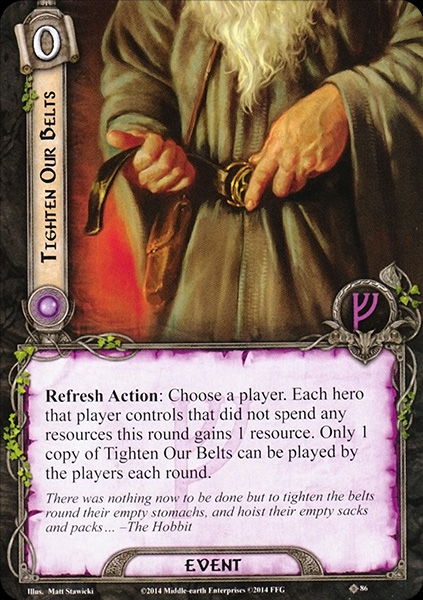 0
Tighten Our Belts
Refresh Action: Choose a player. Each hero
that player controls that did not spend any
resources this round gains 1 resource. Only 1
copy of Tighten Our Belts can be played by
the players each round.
There was nothing now to be done but to tighten the belts
round their empty stomachs, and hoist their empty sacks
and packs… –The Hobbit
EVENT
Illus. Matt Stawicki ©2014 Middle-earth Enterprises ©2014 FFG 86